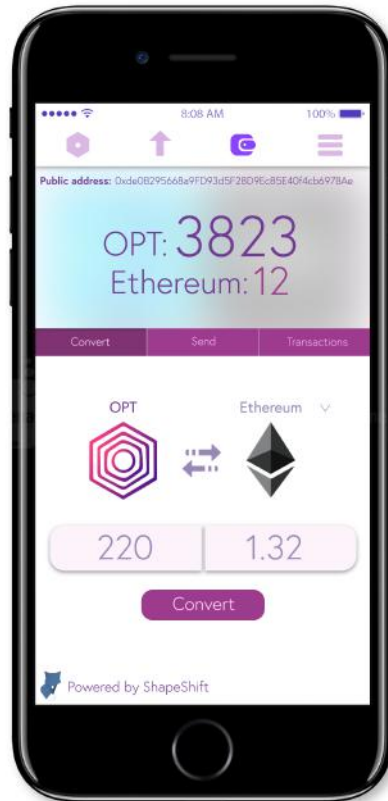 8:08 AM 100%
Public address: 0xde0B295668a9FD93d5F28D9Ec85E40f4cb6978Ae
OPT: 3823
Ethereum: 12
Convert Send Transactions
OPT Ethereum
220 1.32
Convert
Powered by ShapeShift